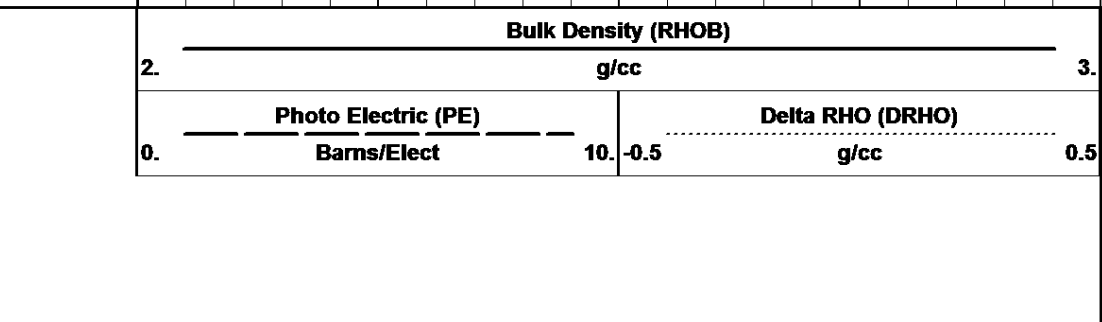 Bulk Density (RHOB)
2. g/cc 3.
Photo Electric (PE) Delta RHO (DRHO)
0. Barns/Elect 10. -0.5 g/cc 0.5